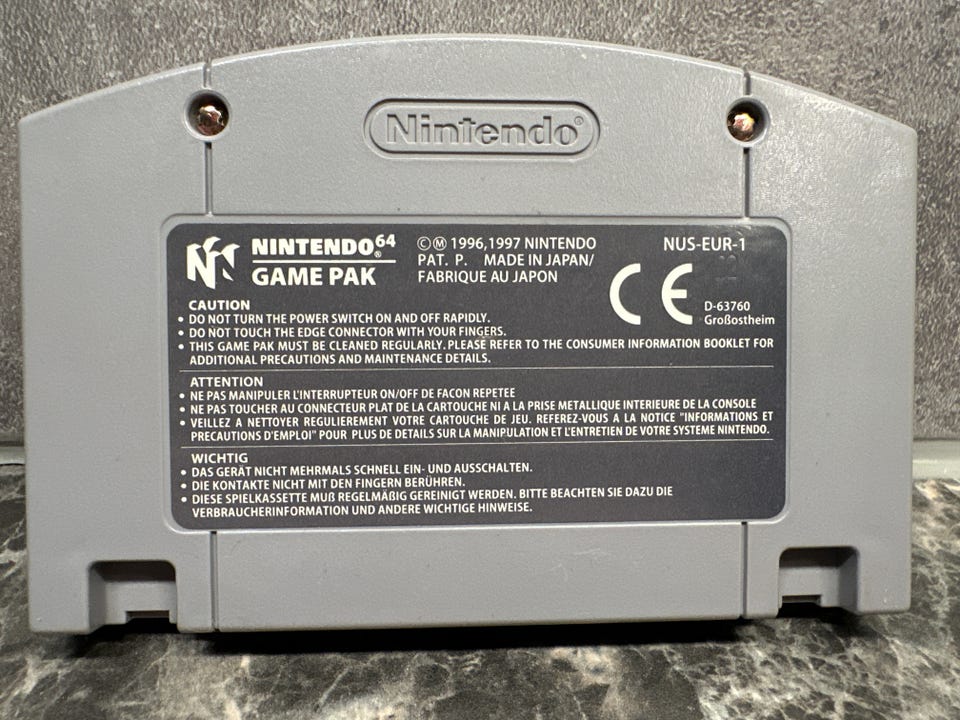 Nintendo®
NINTENDO®64
GAME PAK
©Ⓜ 1996,1997 NINTENDO
PAT. P. MADE IN JAPAN/
FABRIQUE AU JAPON
NUS-EUR-1
CE
D-63760
Großostheim
CAUTION
• DO NOT TURN THE POWER SWITCH ON AND OFF RAPIDLY.
• DO NOT TOUCH THE EDGE CONNECTOR WITH YOUR FINGERS.
• THIS GAME PAK MUST BE CLEANED REGULARLY. PLEASE REFER TO THE CONSUMER INFORMATION BOOKLET FOR
ADDITIONAL PRECAUTIONS AND MAINTENANCE DETAILS.
ATTENTION
• NE PAS MANIPULER L'INTERRUPTEUR ON/OFF DE FACON REPETEE
• NE PAS TOUCHER AU CONNECTEUR PLAT DE LA CARTOUCHE NI A LA PRISE METALLIQUE INTERIEURE DE LA CONSOLE
• VEILLEZ A NETTOYER REGULIEREMENT VOTRE CARTOUCHE DE JEU. REFEREZ-VOUS A LA NOTICE "INFORMATIONS ET
PRECAUTIONS D'EMPLOI" POUR PLUS DE DETAILS SUR LA MANIPULATION ET L'ENTRETIEN DE VOTRE SYSTEME NINTENDO.
WICHTIG
• DAS GERÄT NICHT MEHRMALS SCHNELL EIN- UND AUSSCHALTEN.
• DIE KONTAKTE NICHT MIT DEN FINGERN BERÜHREN.
• DIESE SPIELKASSETTE MUß REGELMÄßIG GEREINIGT WERDEN. BITTE BEACHTEN SIE DAZU DIE
VERBRAUCHERINFORMATION UND ANDERE WICHTIGE HINWEISE.